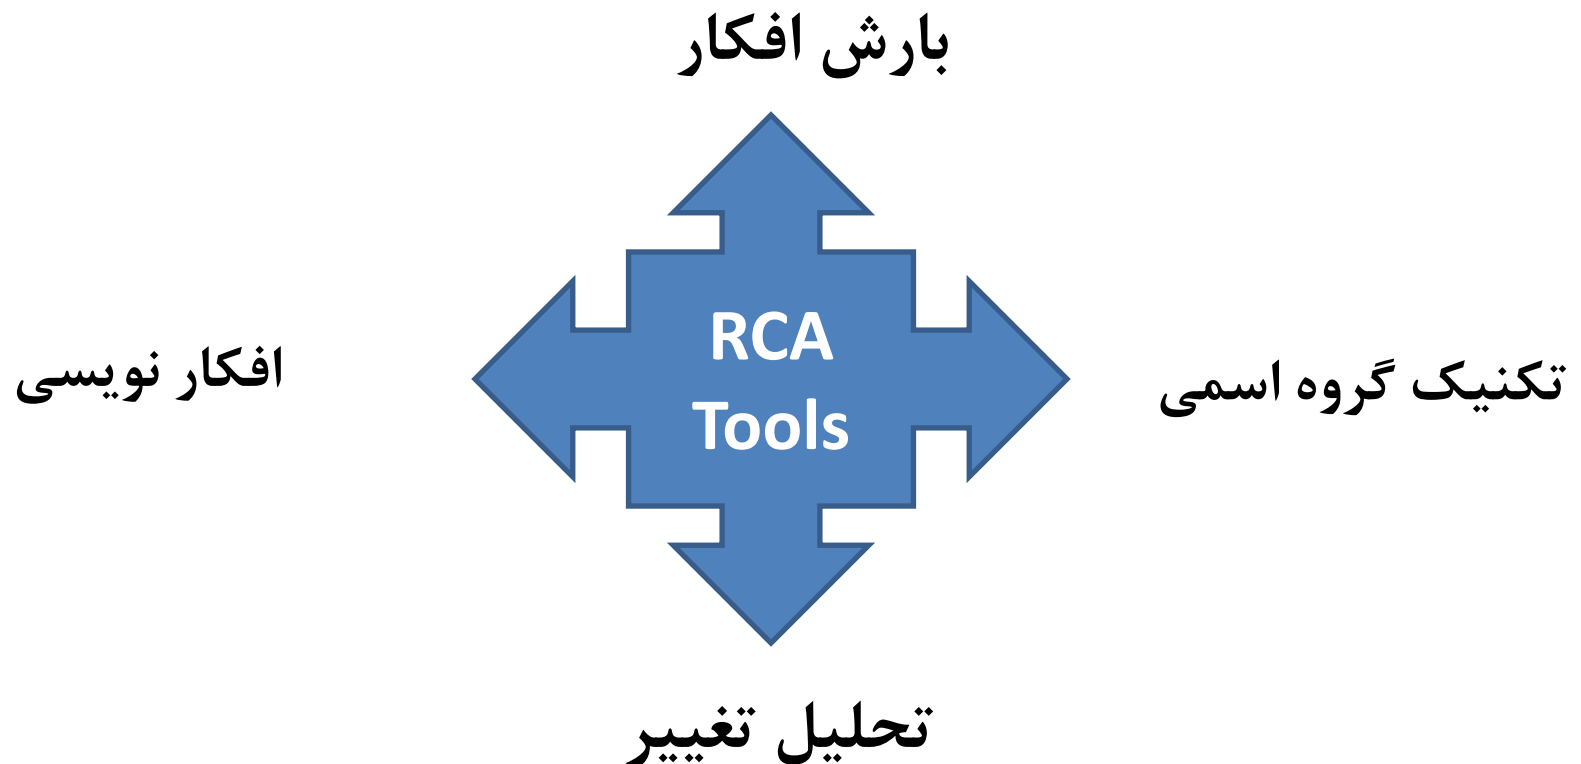 بارش افکار
RCA
Tools
تکنیک گروه اسمی
افکار نویسی
تحلیل تغییر